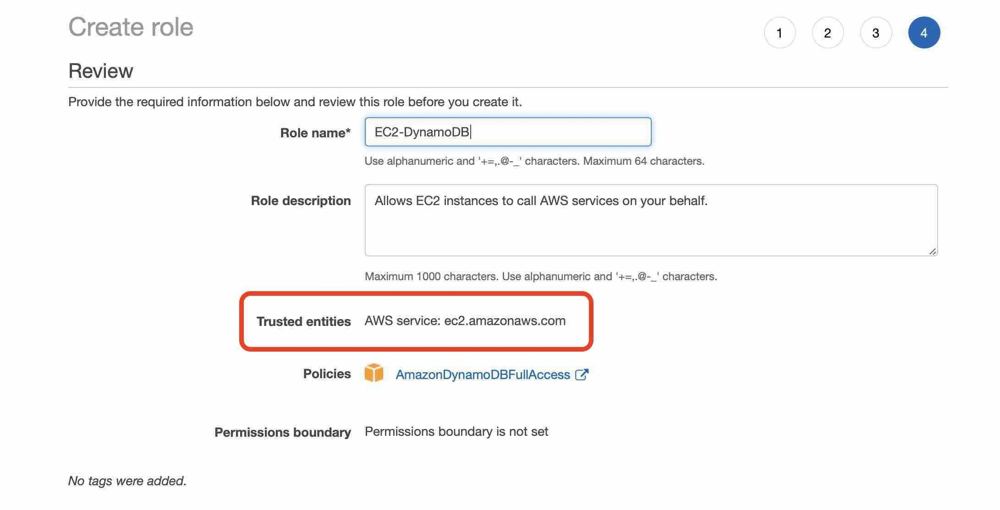 Create role
1 2 3 4
Review
Provide the required information below and review this role before you create it.
Role name* EC2-DynamoDB
Use alphanumeric and '+=,.@-_' characters. Maximum 64 characters.
Role description Allows EC2 instances to call AWS services on your behalf.
Maximum 1000 characters. Use alphanumeric and '+=,.@-_' characters.
Trusted entities AWS service: ec2.amazonaws.com
Policies AmazonDynamoDBFullAccess
Permissions boundary Permissions boundary is not set
No tags were added.